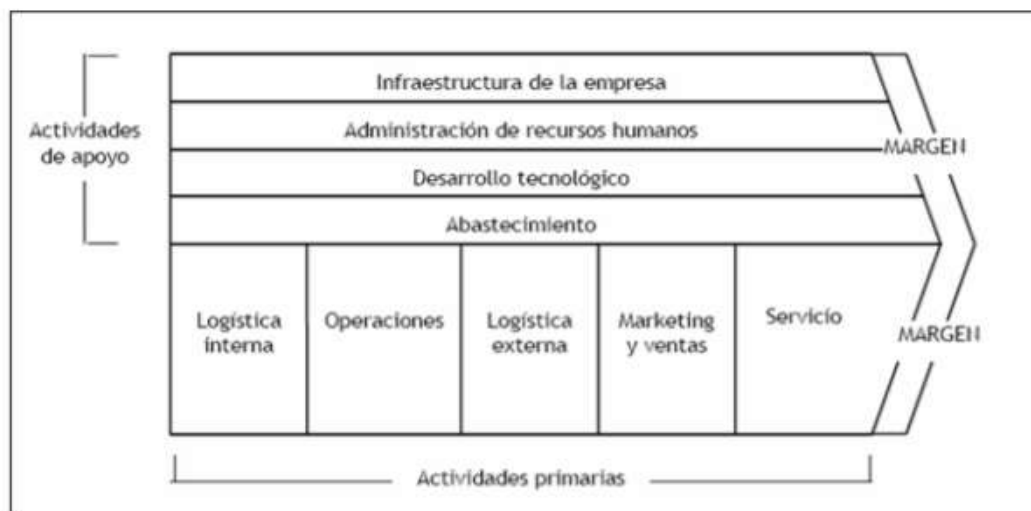 Infraestructura de la empresa
Actividades
de apoyo
Administración de recursos humanos
MARGEN
Desarrollo tecnológico
Abastecimiento
Logística
interna
Operaciones
Logística
externa
Marketing
y ventas
Servicio
MARGEN
Actividades primarias